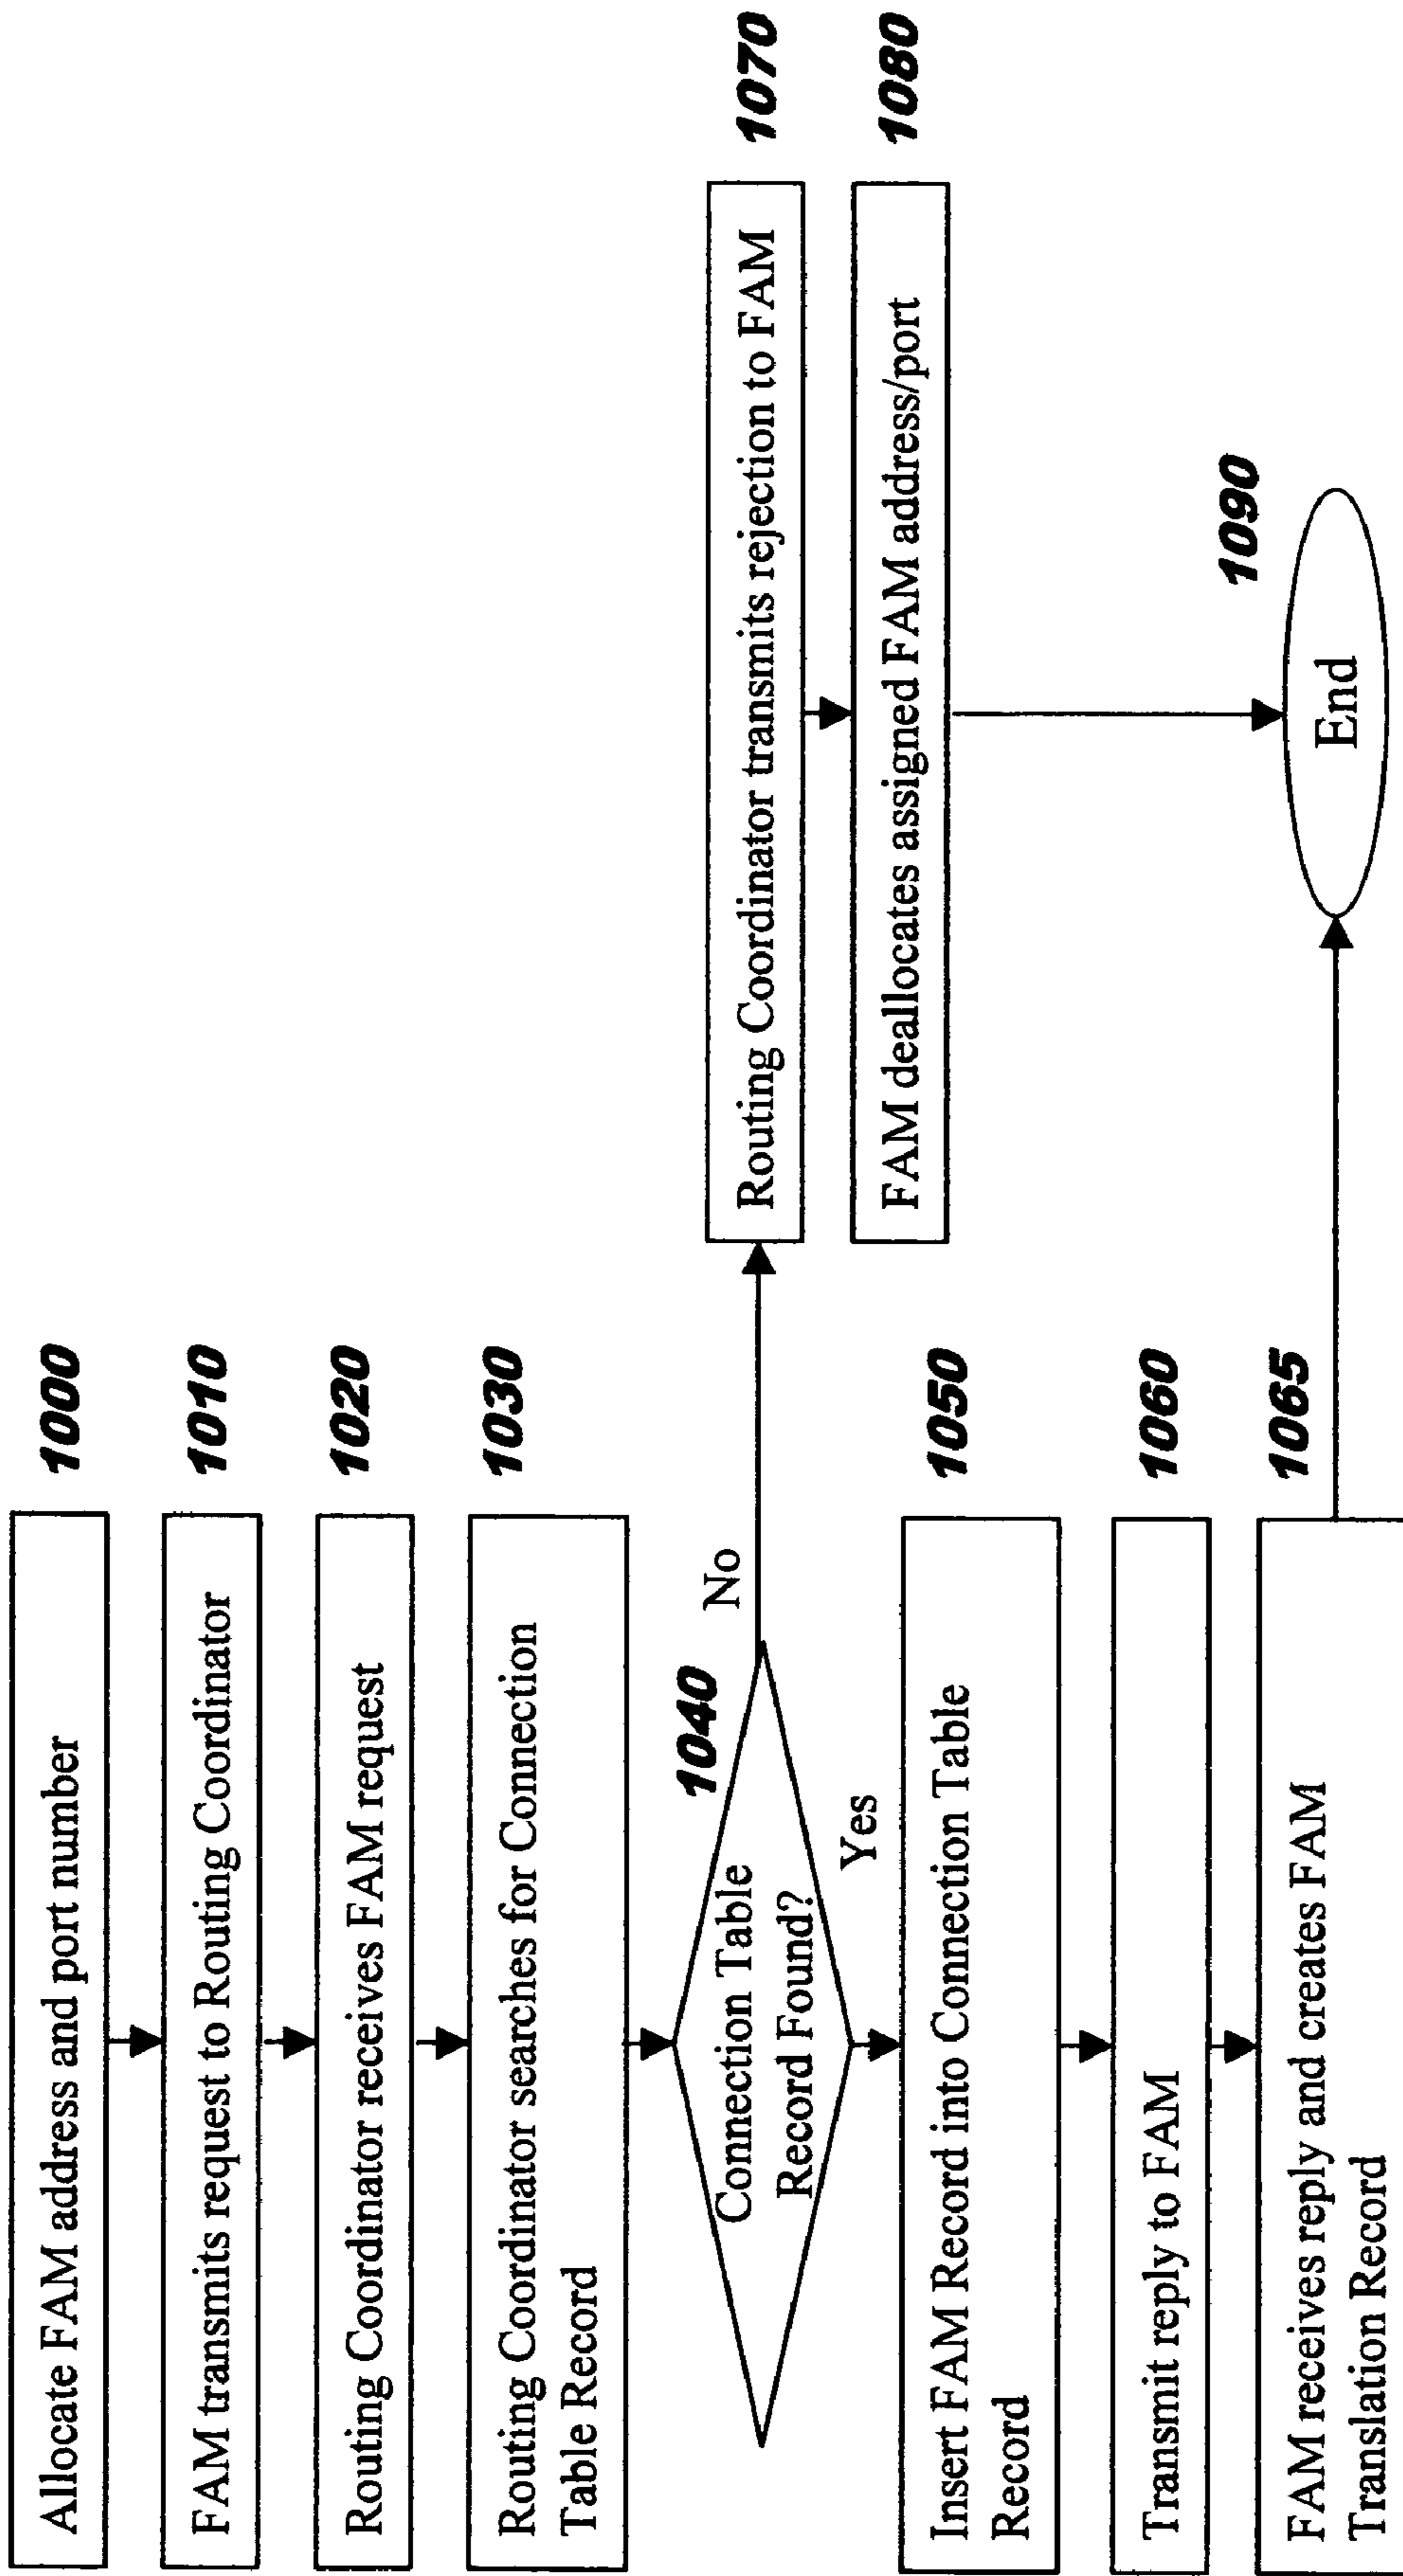 Allocate FAM address and port number
1000
FAM transmits request to Routing Coordinator
1010
Routing Coordinator receives FAM request
1020
Routing Coordinator searches for Connection
Table Record
1030
Connection Table
Record Found?
1040
No
Yes
Insert FAM Record into Connection Table
Record
1050
Transmit reply to FAM
1060
FAM receives reply and creates FAM
Translation Record
1065
Routing Coordinator transmits rejection to FAM
1070
FAM deallocates assigned FAM address/port
1080
End
1090